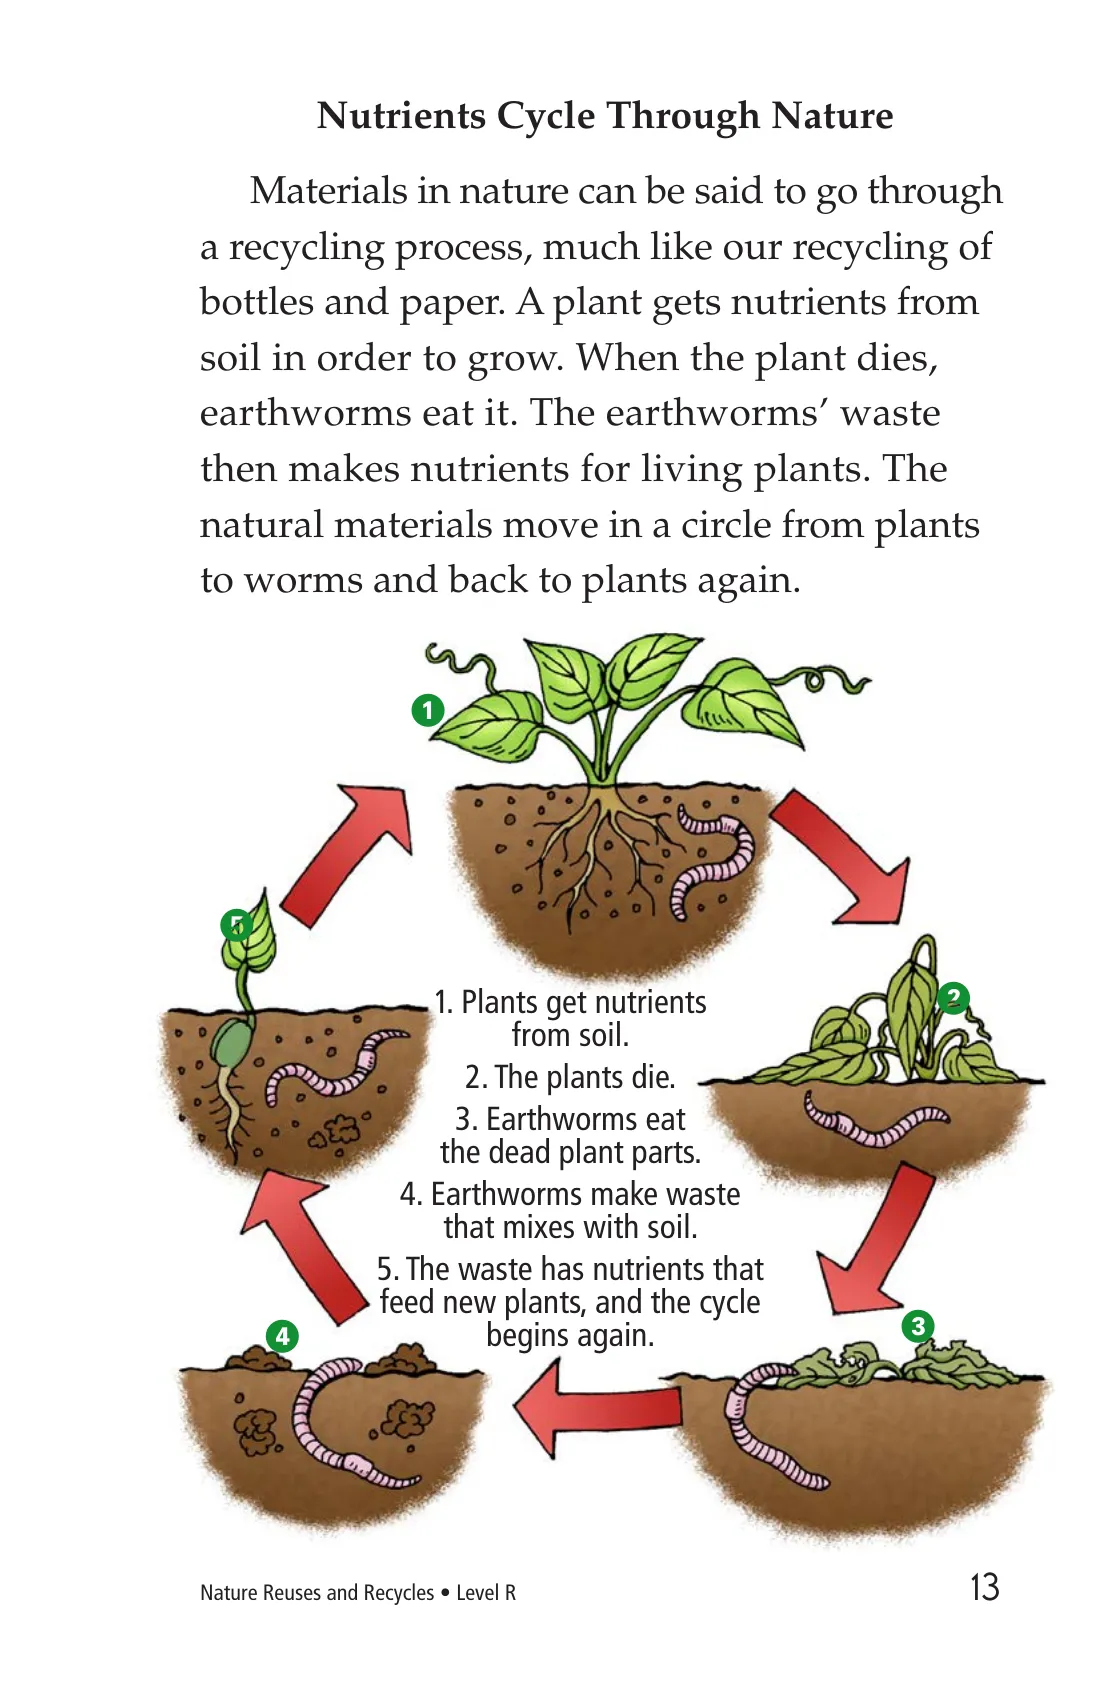 Nutrients Cycle Through Nature
Materials in nature can be said to go through
a recycling process, much like our recycling of
bottles and paper. A plant gets nutrients from
soil in order to grow. When the plant dies,
earthworms eat it. The earthworms’ waste
then makes nutrients for living plants. The
natural materials move in a circle from plants
to worms and back to plants again.
1
5
2
1. Plants get nutrients
from soil.
2. The plants die.
3. Earthworms eat
the dead plant parts.
4. Earthworms make waste
that mixes with soil.
5. The waste has nutrients that
feed new plants, and the cycle
begins again.
4
3
Nature Reuses and Recycles • Level R
13